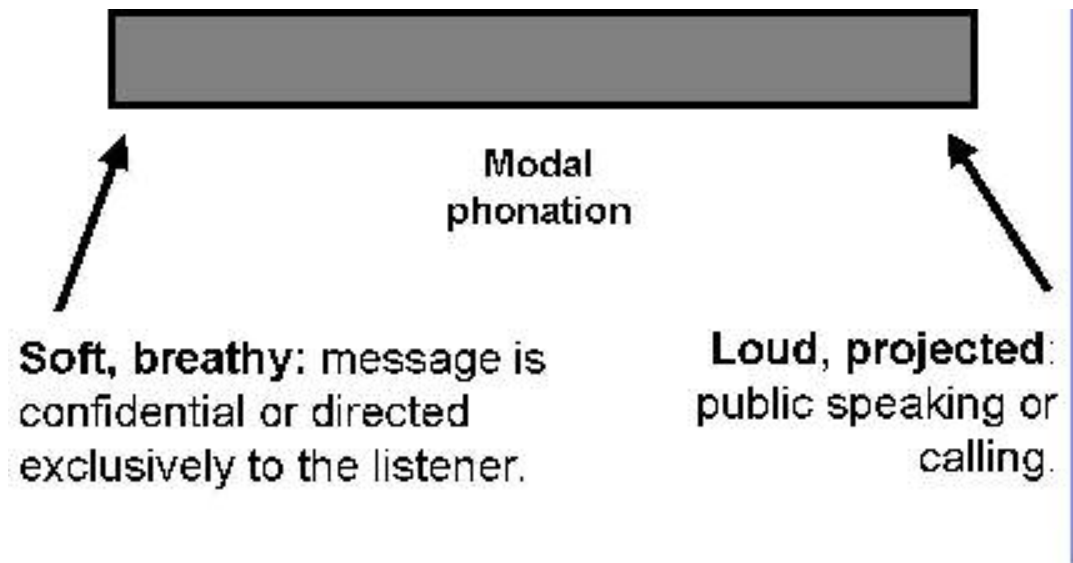 Modal
phonation
Soft, breathy: message is
confidential or directed
exclusively to the listener.
Loud, projected:
public speaking or
calling.